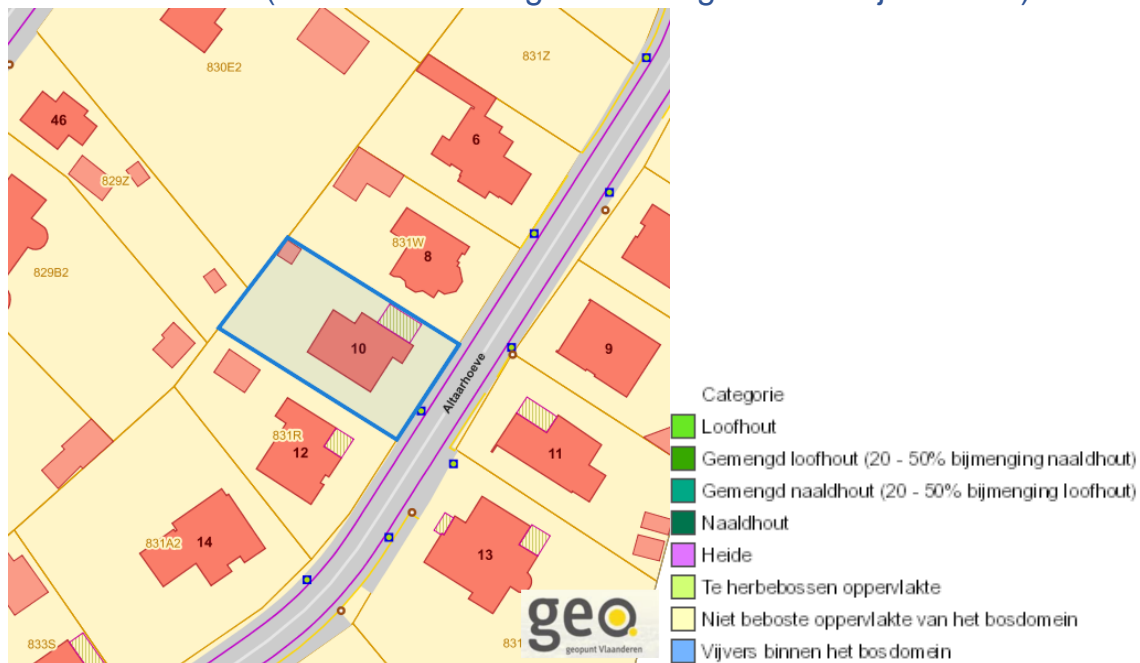 830E2
831Z
46
6
829Z
831W
8
829B2
10
9
Altaarhoeve
831R
12
11
831A2
14
13
833S
831
geo
geopunt Vlaanderen
Categorie
Loofhout
Gemengd loofhout (20 - 50% bijmenging naaldhout)
Gemengd naaldhout (20 - 50% bijmenging loofhout)
Naaldhout
Heide
Te herbebossen oppervlakte
Niet beboste oppervlakte van het bosdomein
Vijvers binnen het bosdomein